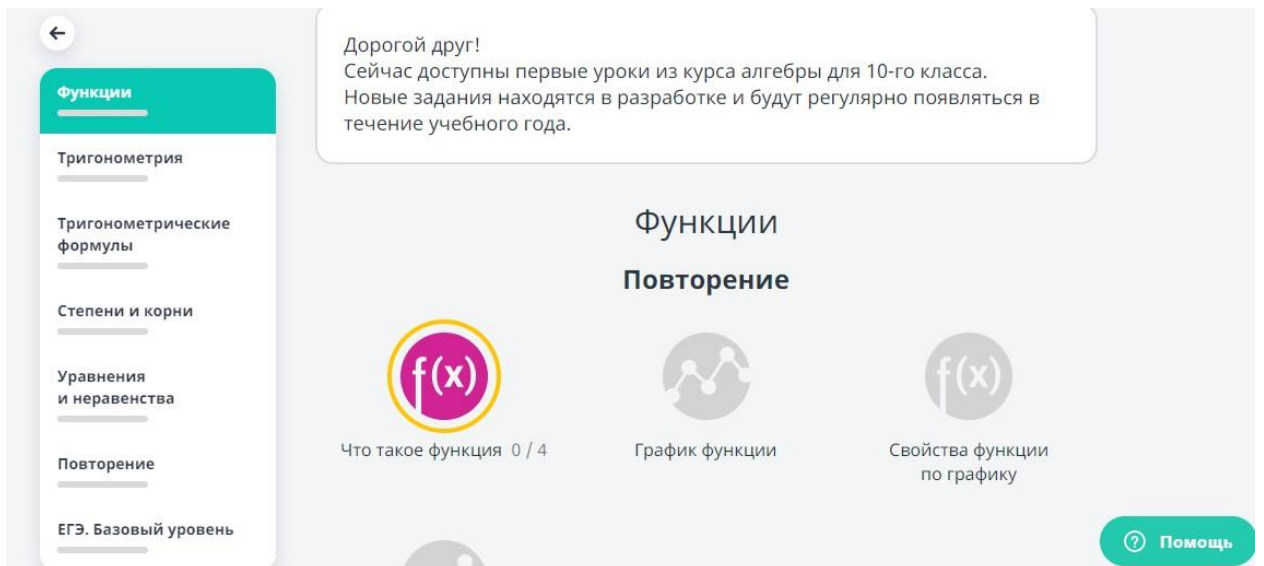 Функции
Тригонометрия
Тригонометрические
формулы
Степени и корни
Уравнения
и неравенства
Повторение
ЕГЭ. Базовый уровень
Дорогой друг!
Сейчас доступны первые уроки из курса алгебры для 10-го класса.
Новые задания находятся в разработке и будут регулярно появляться в
течение учебного года.
Функции
Повторение
f(x)
f(x)
Что такое функция 0 / 4
График функции
Свойства функции
по графику
? Помощь